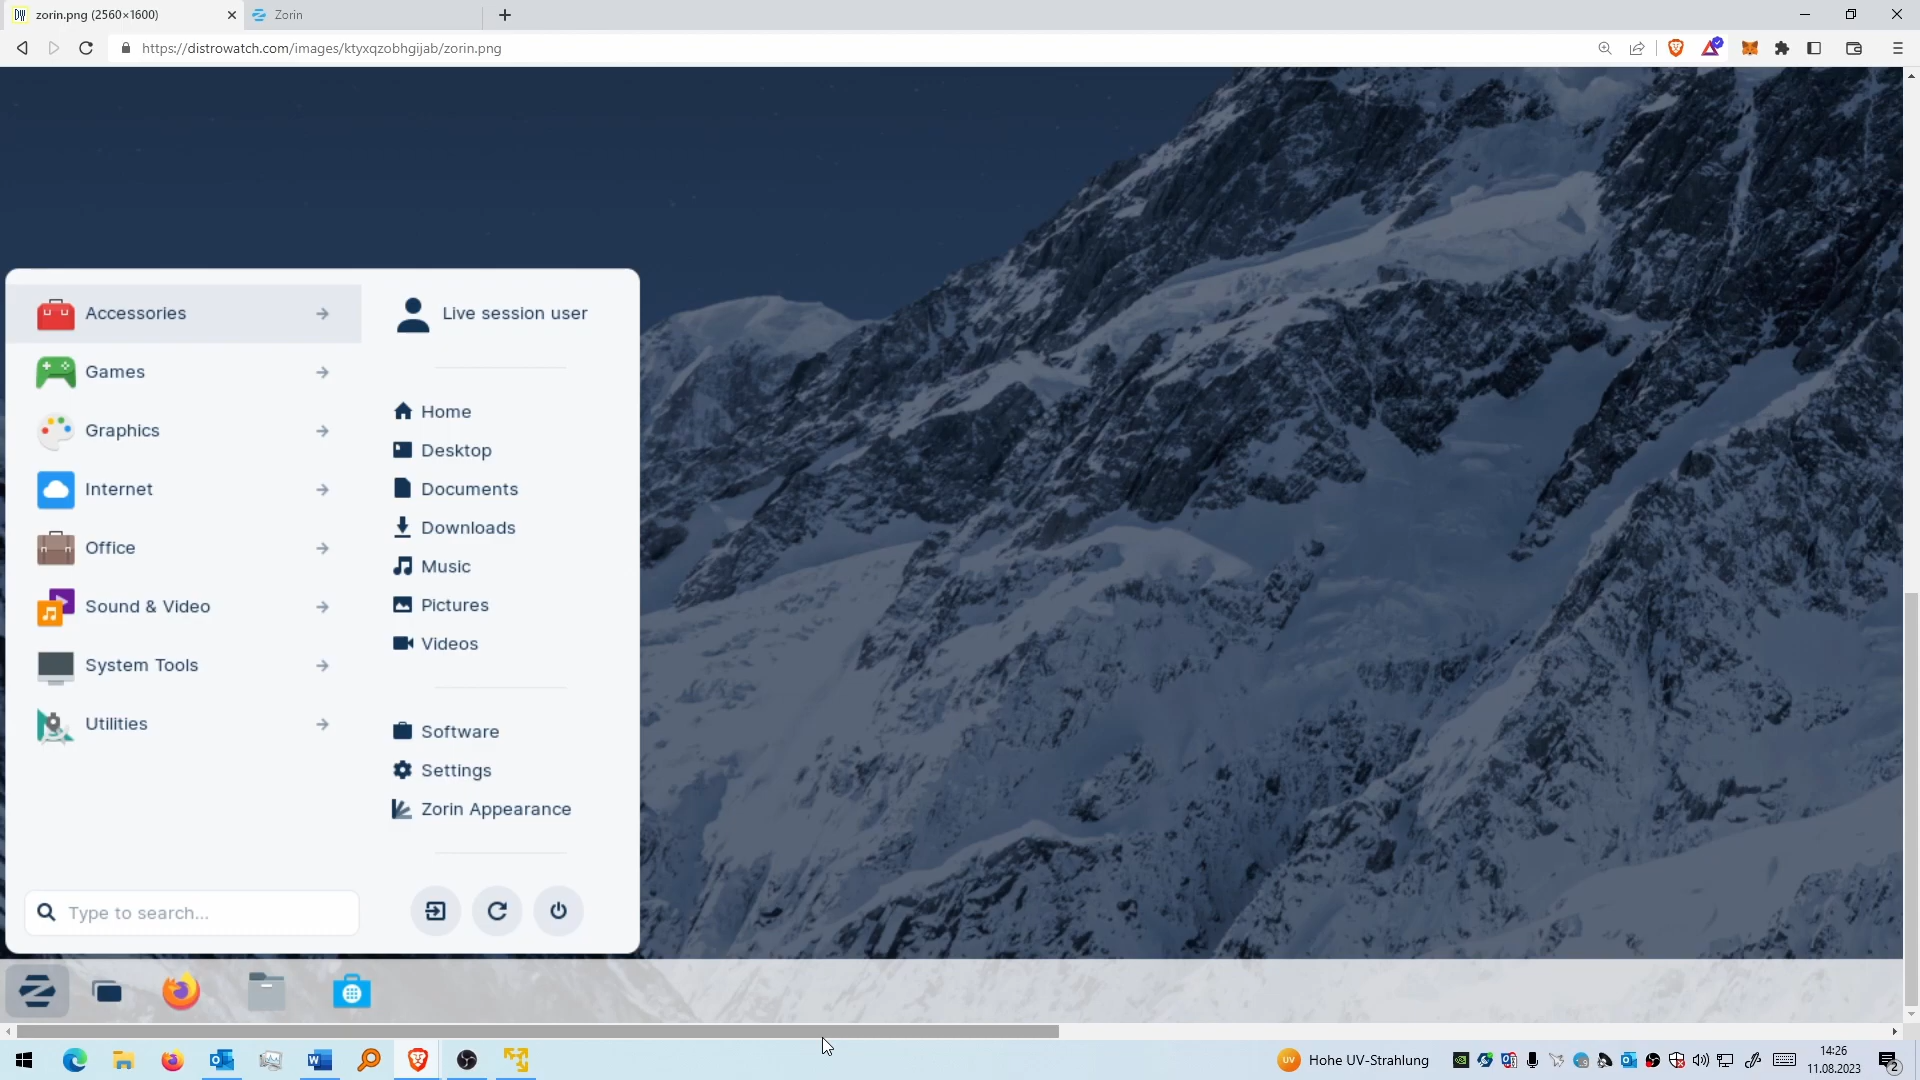 zorin.png (2560×1600)
Zorin
https://distrowatch.com/images/ktyxqzobhgijab/zorin.png
Accessories
Games
Graphics
Internet
Office
Sound & Video
System Tools
Utilities
Type to search...
Live session user
Home
Desktop
Documents
Downloads
Music
Pictures
Videos
Software
Settings
Zorin Appearance
UV
Hohe UV-Strahlung
14:26
11.08.2023
2